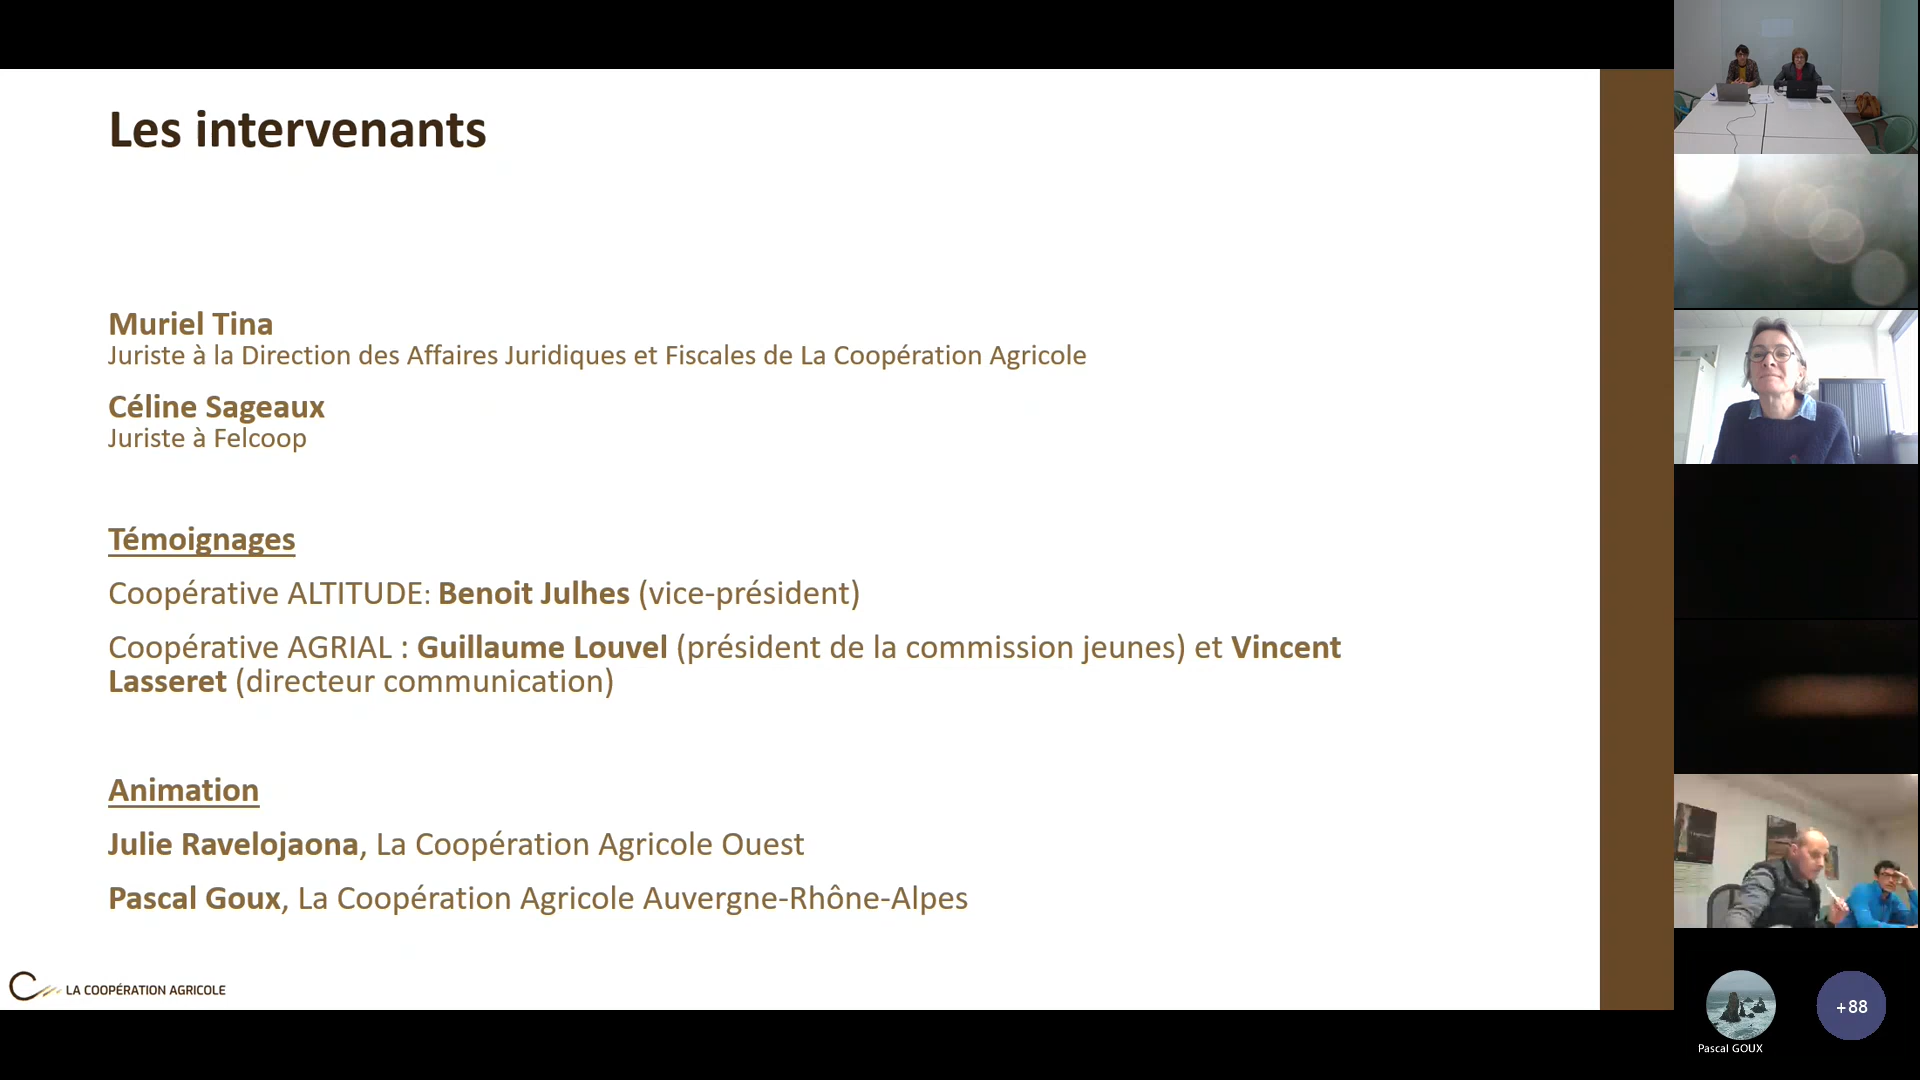 Les intervenants
Muriel Tina
Juriste à la Direction des Affaires Juridiques et Fiscales de La Coopération Agricole
Céline Sageaux
Juriste à Felcoop
Témoignages
Coopérative ALTITUDE: Benoit Julhes (vice-président)
Coopérative AGRIAL : Guillaume Louvel (président de la commission jeunes) et Vincent
Lasseret (directeur communication)
Animation
Julie Ravelojaona, La Coopération Agricole Ouest
Pascal Goux, La Coopération Agricole Auvergne-Rhône-Alpes
LA COOPÉRATION AGRICOLE
+88
Pascal GOUX